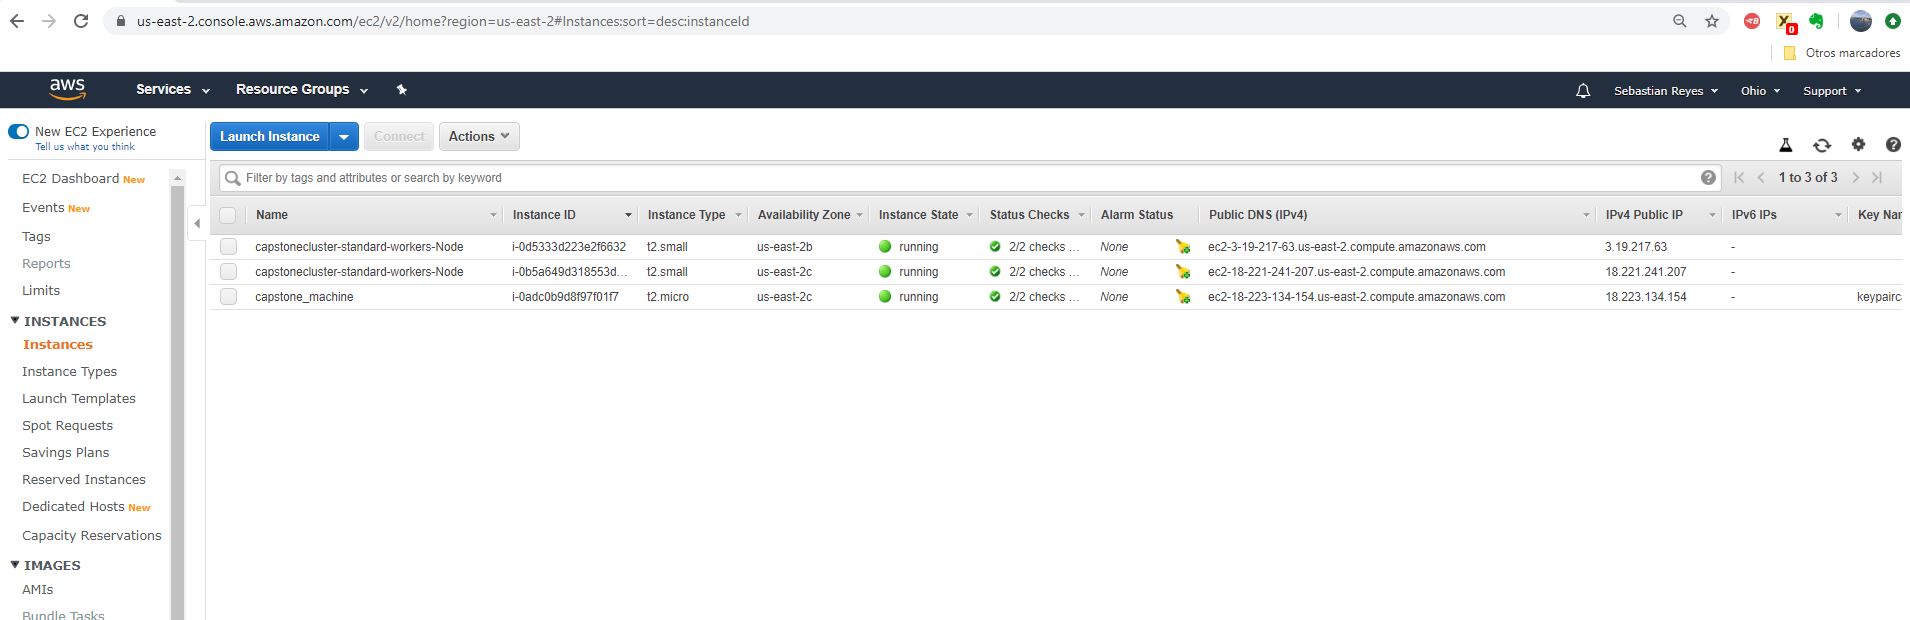 us-east-2.console.aws.amazon.com/ec2/v2/home?region=us-east-2#Instances:sort=desc:instanceId
0
Otros marcadores
aws Services Resource Groups Sebastian Reyes Ohio Support
New EC2 Experience
Tell us what you think
EC2 Dashboard New
Events New
Tags
Reports
Limits
INSTANCES
Instances
Instance Types
Launch Templates
Spot Requests
Savings Plans
Reserved Instances
Dedicated Hosts New
Capacity Reservations
IMAGES
AMIs
Bundle Tasks
Launch Instance Connect Actions
Filter by tags and attributes or search by keyword 1 to 3 of 3
Name Instance ID Instance Type Availability Zone Instance State Status Checks Alarm Status Public DNS (IPv4) IPv4 Public IP IPv6 IPs Key Nar
capstonecluster-standard-workers-Node i-0d5333d223e2f6632 t2.small us-east-2b running 2/2 checks ... None ec2-3-19-217-63.us-east-2.compute.amazonaws.com 3.19.217.63 -
capstonecluster-standard-workers-Node i-0b5a649d318553d... t2.small us-east-2c running 2/2 checks ... None ec2-18-221-241-207.us-east-2.compute.amazonaws.com 18.221.241.207 -
capstone_machine i-0adc0b9d8f97f01f7 t2.micro us-east-2c running 2/2 checks ... None ec2-18-223-134-154.us-east-2.compute.amazonaws.com 18.223.134.154 - keypairc